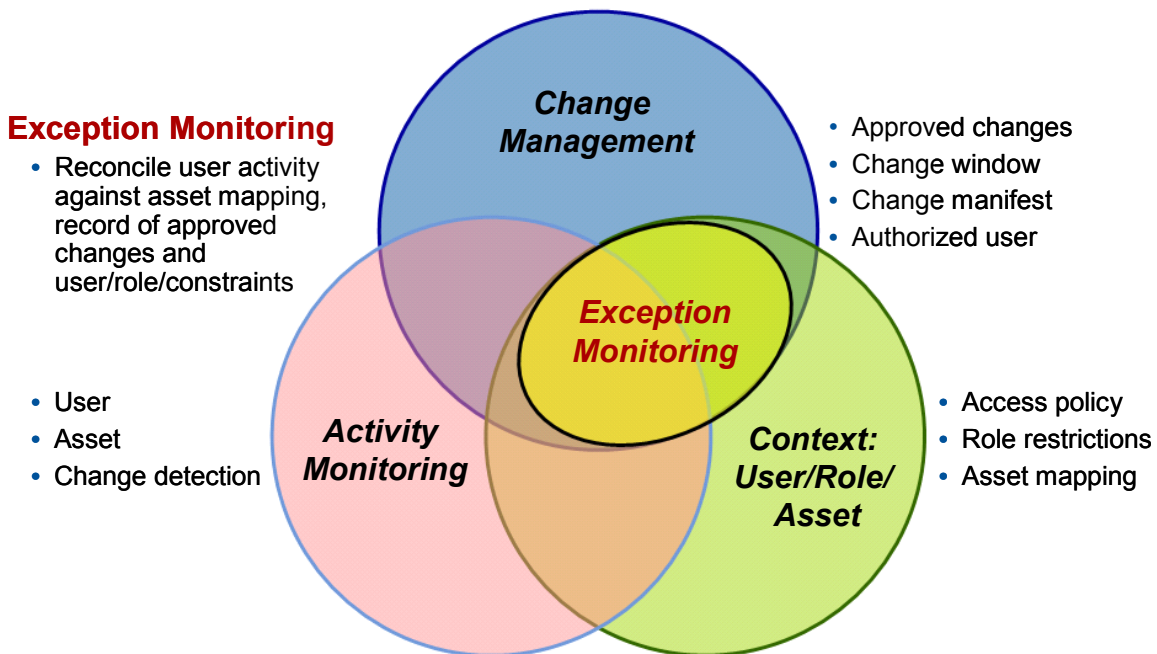 Change
Management
Exception Monitoring
• Reconcile user activity
against asset mapping,
record of approved
changes and
user/role/constraints
• Approved changes
• Change window
• Change manifest
• Authorized user
Exception
Monitoring
• User
• Asset
• Change detection
Activity
Monitoring
Context:
User/Role/
Asset
• Access policy
• Role restrictions
• Asset mapping